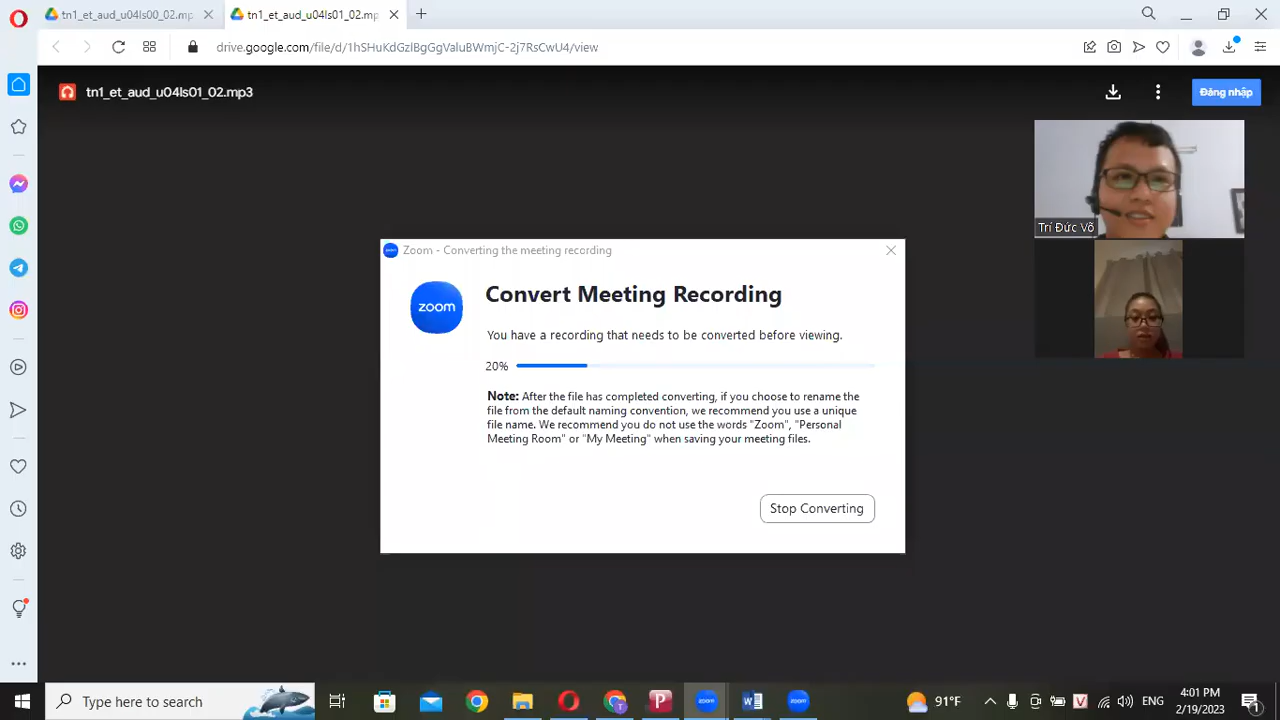 tn1_et_aud_u04ls00_02.mp
tn1_et_aud_u04ls01_02.mp
drive.google.com/file/d/1hSHuKdGzlBgGgValuBWmjC-2j7RsCwU4/view
tn1_et_aud_u04ls01_02.mp3
Đăng nhập
Trí Đức Võ
zoom
Zoom - Converting the meeting recording
zoom
Convert Meeting Recording
You have a recording that needs to be converted before viewing.
20%
Note: After the file has completed converting, if you choose to rename the
file from the default naming convention, we recommend you use a unique
file name. We recommend you do not use the words "Zoom", "Personal
Meeting Room" or "My Meeting" when saving your meeting files.
Stop Converting
Type here to search
T
P
zoom
W
zoom
91°F
V
ENG
4:01 PM
2/19/2023
1